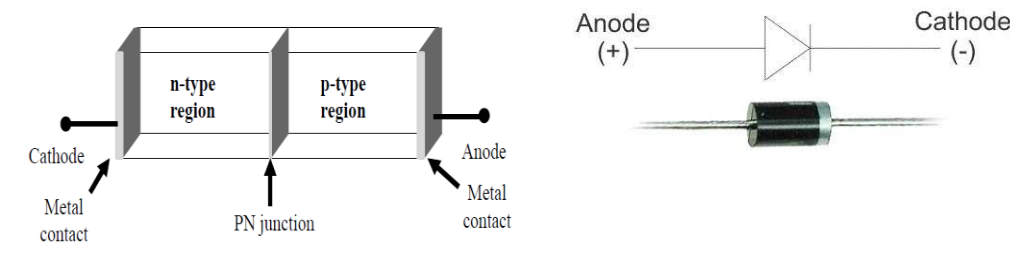 n-type
region
p-type
region
Cathode
Anode
Metal
contact
PN junction
Metal
contact
Anode
(+)
Cathode
(-)